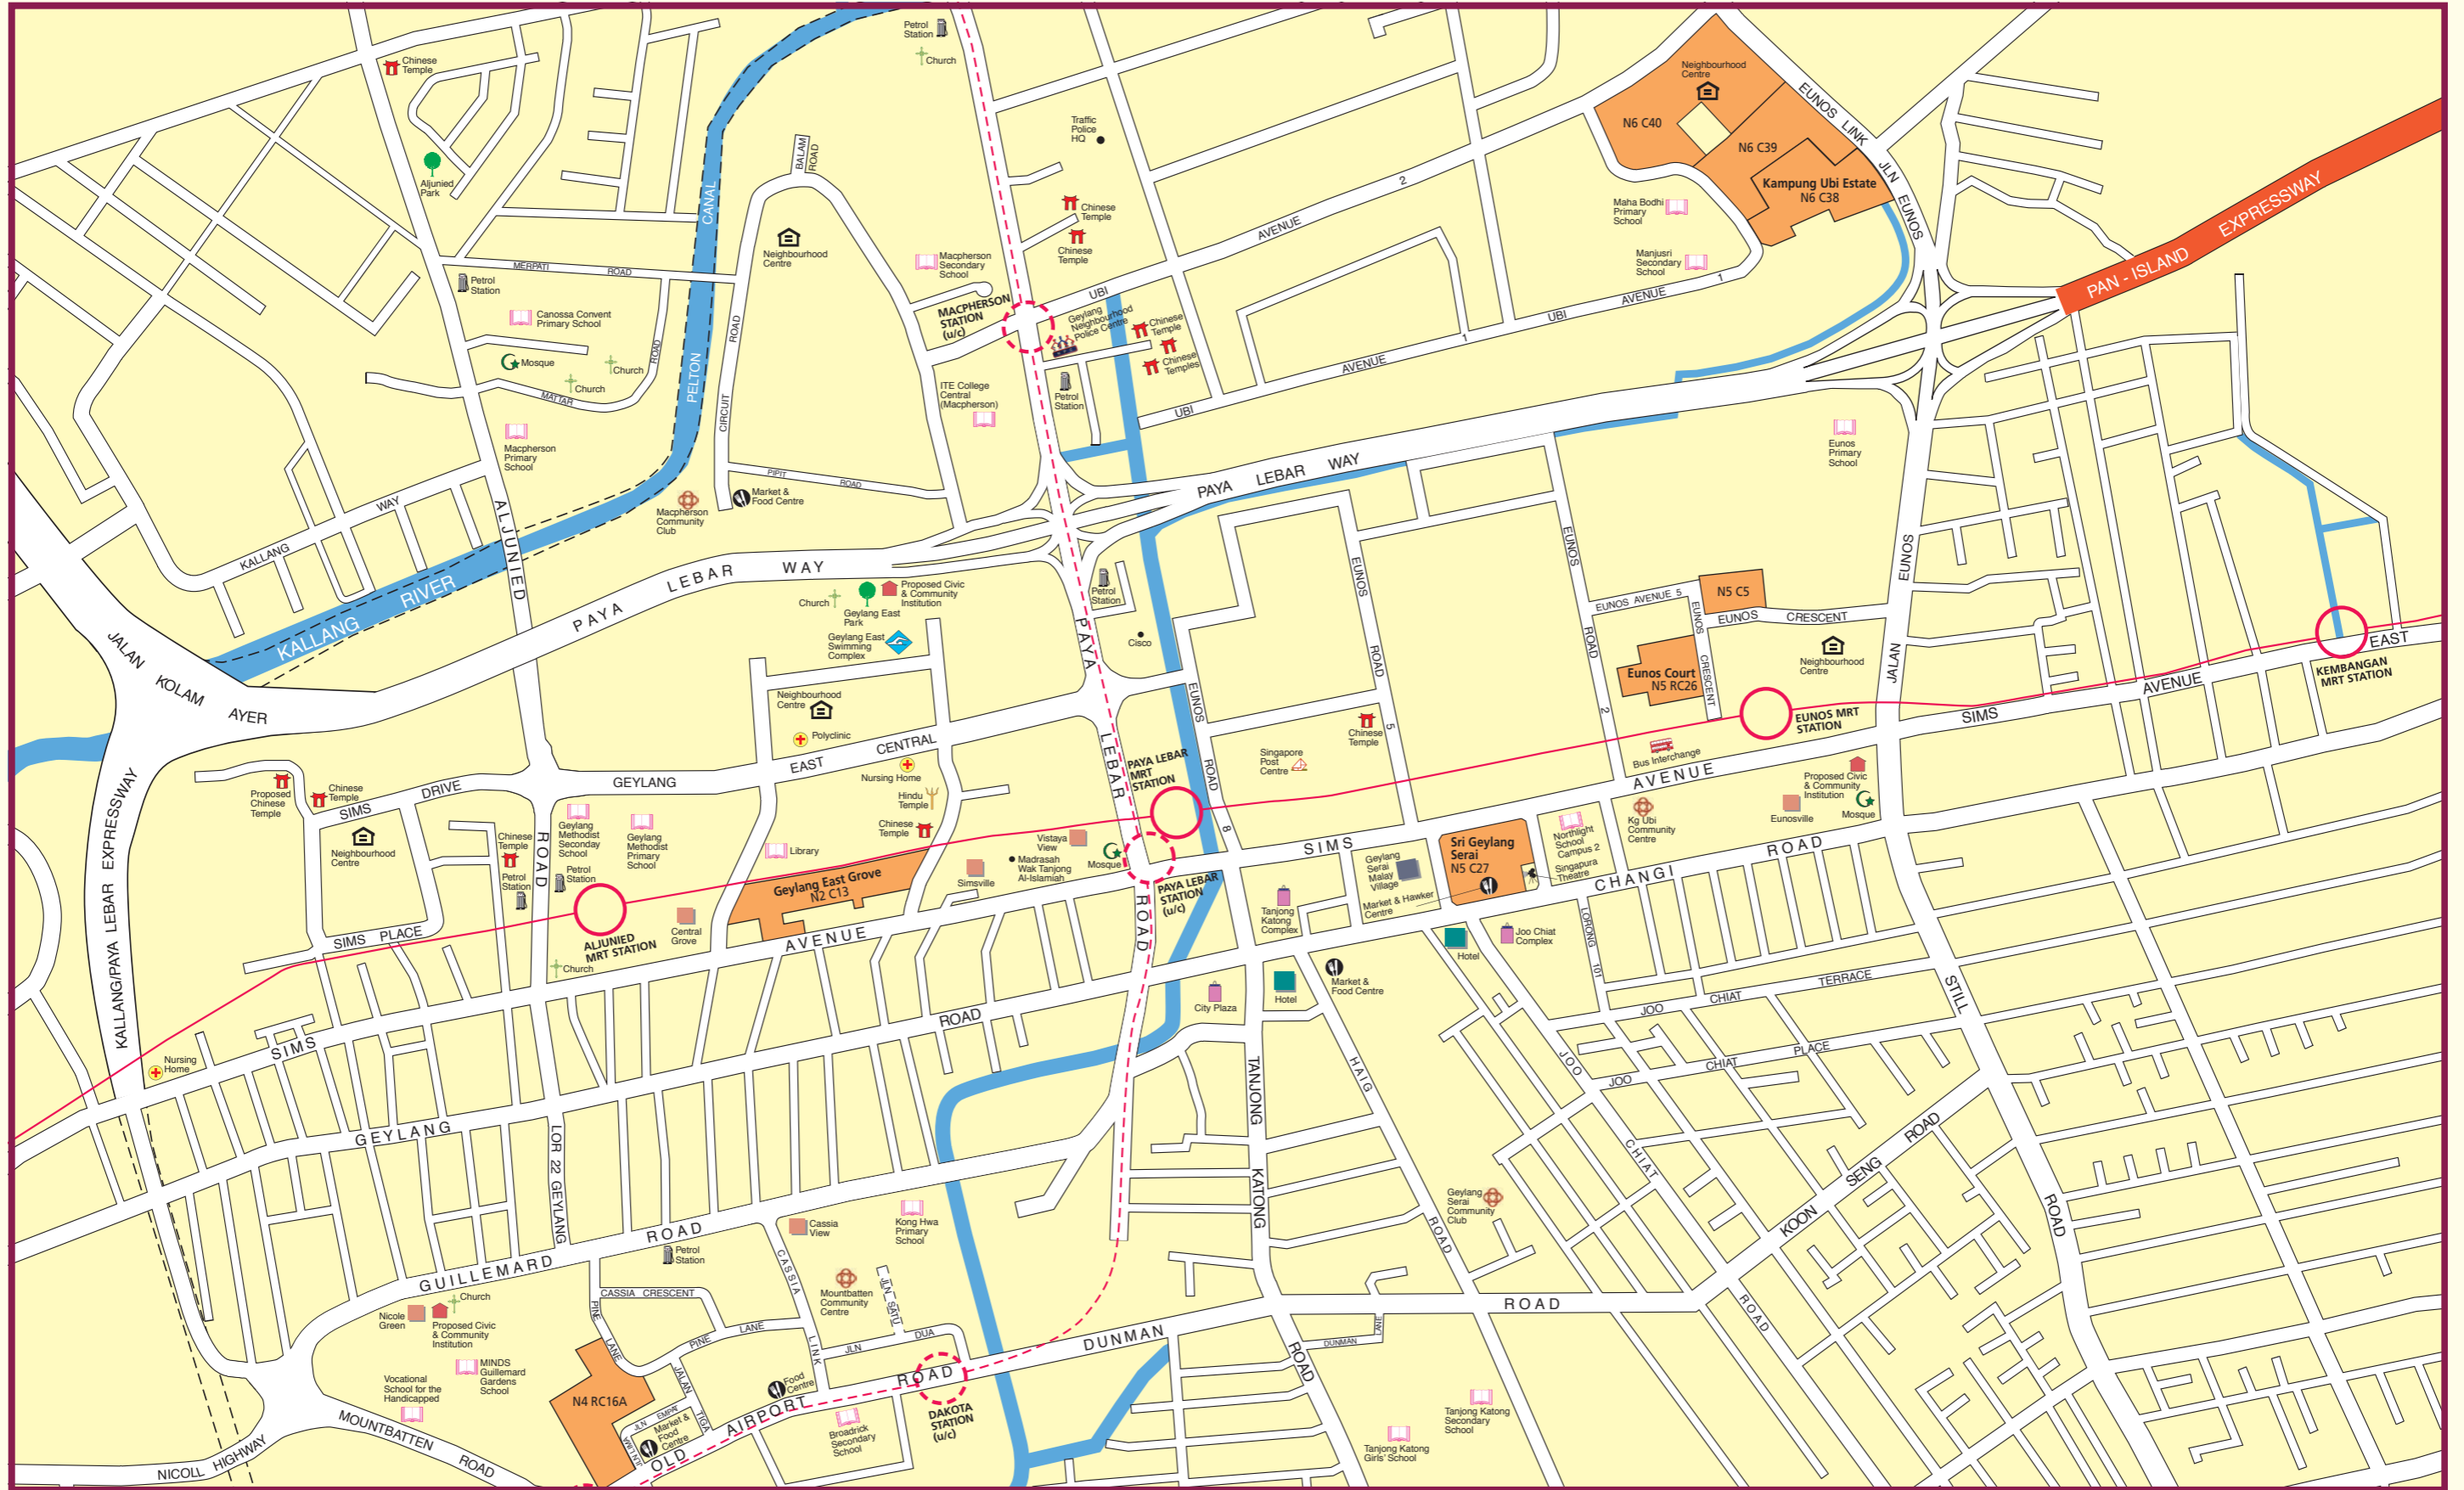 Petrol
Station
Church
Chinese
Temple
Neighbourhood
Centre
EUNOS LINK
N6 C40
N6 C39
Kampung Ubi Estate
N6 C38
JLN EUNOS
Traffic
Police
HQ
Aljunied
Park
BALAM
ROAD
CANAL
AVENUE
2
Maha Bodhi
Primary
School
PAN - ISLAND EXPRESSWAY
Chinese
Temple
Chinese
Temple
Neighbourhood
Centre
Macpherson
Secondary
School
Manjusri
Secondary
School
MERPATI ROAD
Petrol
Station
UBI
AVENUE
1
UBI
MACPHERSON
STATION
(u/c)
Geylang
Neighbourhood
Police Centre
Chinese
Temple
Chinese
Temples
Canossa Convent
Primary School
Mosque
Church
Church
ROAD
MATTAR
PELTON
ROAD
CIRCUIT
ITE College
Central
(Macpherson)
Petrol
Station
AVENUE
1
UBI
Macpherson
Primary
School
Eunos
Primary
School
PIPIT ROAD
PAYA LEBAR WAY
Macpherson
Community
Club
Market &
Food Centre
WAY
KALLANG
ALJUNIED
KALLANG RIVER
JALAN KOLAM AYER
PAYA LEBAR WAY
Church
Geylang East
Park
Proposed Civic
& Community
Institution
Geylang East
Swimming
Complex
Petrol
Station
Cisco
PAYA
EUNOS
ROAD
5
EUNOS
ROAD
2
EUNOS AVENUE 5
N5 C5
EUNOS CRESCENT
EUNOS
CRESCENT
Eunos Court
N5 RC26
Neighbourhood
Centre
EUNOS
JALAN
KEMBANGAN
MRT STATION
EAST
AVENUE
SIMS
EUNOS MRT
STATION
Bus Interchange
AVENUE
Neighbourhood
Centre
Polyclinic
EAST CENTRAL
GEYLANG
Nursing Home
Hindu
Temple
Chinese
Temple
LEBAR
PAYA LEBAR
MRT
STATION
EUNOS
ROAD
8
Singapore
Post
Centre
Chinese
Temple
KALLANG/PAYA LEBAR EXPRESSWAY
Proposed
Chinese
Temple
Chinese
Temple
SIMS DRIVE
Neighbourhood
Centre
Chinese
Temple
ROAD
Geylang
Methodist
Seconday
School
Geylang
Methodist
Primary
School
Petrol
Station
Petrol
Station
Library
Geylang East Grove
N2 C13
Simsville
Vistaya
View
Madrasah
Wak Tanjong
Al-Islamiah
Mosque
PAYA LEBAR
STATION
(u/c)
SIMS
Geylang
Serai
Malay
Village
Market & Hawker
Centre
Sri Geylang
Serai
N5 C27
Northlight
School
Campus 2
Singapura
Theatre
Kg Ubi
Community
Centre
Proposed Civic
& Community
Institution
Eunosville
Mosque
CHANGI ROAD
ALJUNIED
MRT STATION
Central
Grove
Church
SIMS PLACE
AVENUE
ROAD
Tanjong
Katong
Complex
Hotel
Joo Chiat
Complex
LORONG 101
City Plaza
Hotel
Market &
Food Centre
JOO CHIAT TERRACE
STILL
Nursing
Home
SIMS
ROAD
TANJONG
HAIG
JOO
JOO CHIAT PLACE
GEYLANG
LOR 22 GEYLANG
KATONG
CHIAT
KOON SENG ROAD
ROAD
Geylang
Serai
Community
Club
ROAD
GUILLEMARD ROAD
Petrol
Station
Cassia
View
Kong Hwa
Primary
School
CASSIA
LINK
Mountbatten
Community
Centre
JLN SATU
CASSIA CRESCENT
PINE
LANE
PINE LANE
JLN DUA
Nicole
Green
Church
Proposed Civic
& Community
Institution
MINDS
Guillemard
Gardens
School
Vocational
School for the
Handicapped
N4 RC16A
JALAN
TIGA
JLN EMPAT
JLN LIMA
Market &
Food
Centre
Food
Centre
OLD AIRPORT ROAD
Broadrick
Secondary
School
DAKOTA
STATION
(u/c)
DUNMAN
ROAD
DUNMAN
LANE
ROAD
ROAD
Tanjong Katong
Secondary
School
Tanjong Katong
Girls' School
MOUNTBATTEN ROAD
NICOLL HIGHWAY